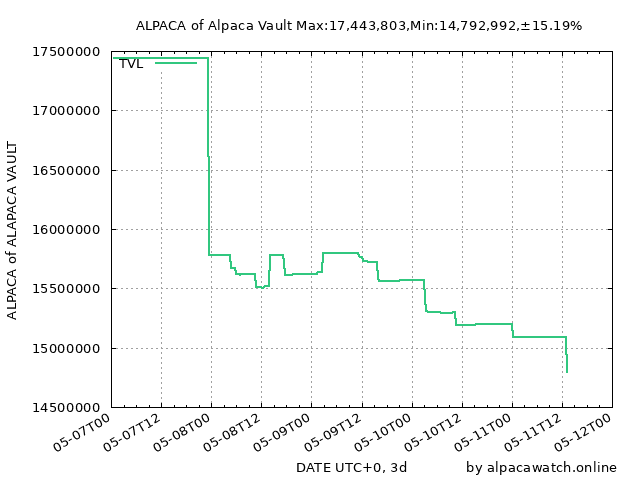 ALPACA of Alpaca Vault Max:17,443,803,Min:14,792,992,±15.19%
17500000
17000000
16500000
16000000
15500000
15000000
14500000
ALPACA of ALAPACA VAULT
TVL
05-07T00
05-07T12
05-08T00
05-08T12
05-09T00
05-09T12
05-10T00
05-10T12
05-11T00
05-11T12
05-12T00
DATE UTC+0, 3d
by alpacawatch.online